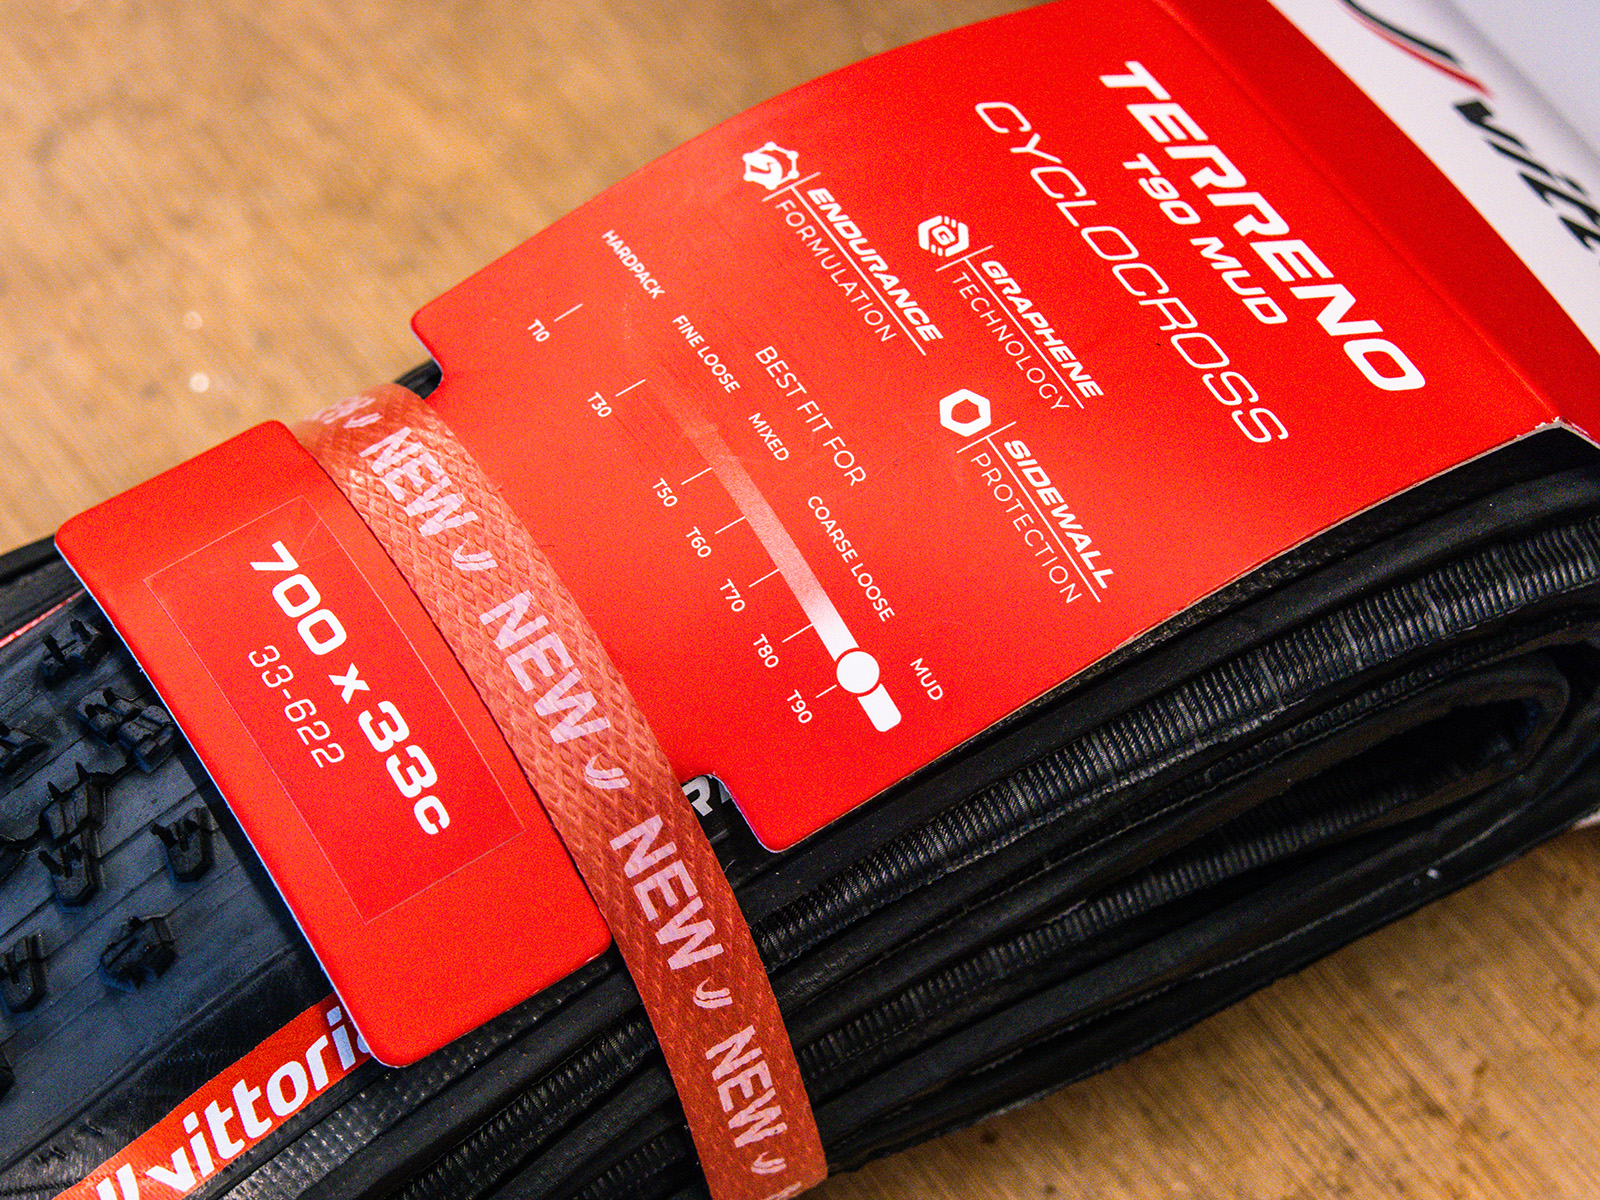 TERRENO
T90 MUD
CYCLOCROSS
GRAPHENE
TECHNOLOGY
SIDEWALL
PROTECTION
ENDURANCE
FORMULATION
BEST FIT FOR
HARDPACK
FINE LOOSE
MIXED
COARSE LOOSE
MUD
T10
T30
T50
T60
T70
T80
T90
NEW
NEW
NEW
NEW
700 x 33c
33-622
vittoria